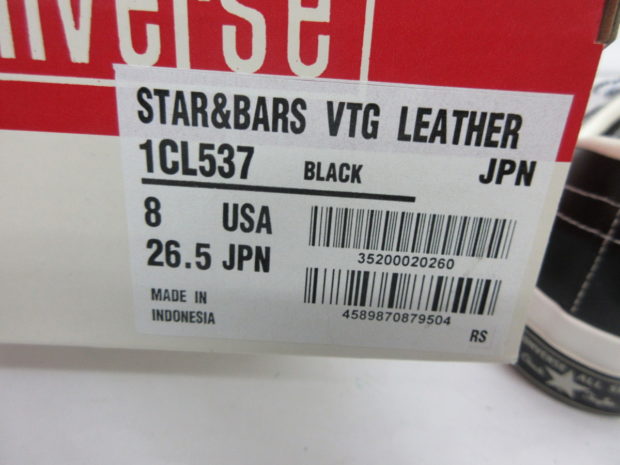 nverse
STAR&BARS VTG LEATHER
1CL537 BLACK JPN
8 USA
26.5 JPN
35200020260
4589870879504
MADE IN
INDONESIA
RS
ALL